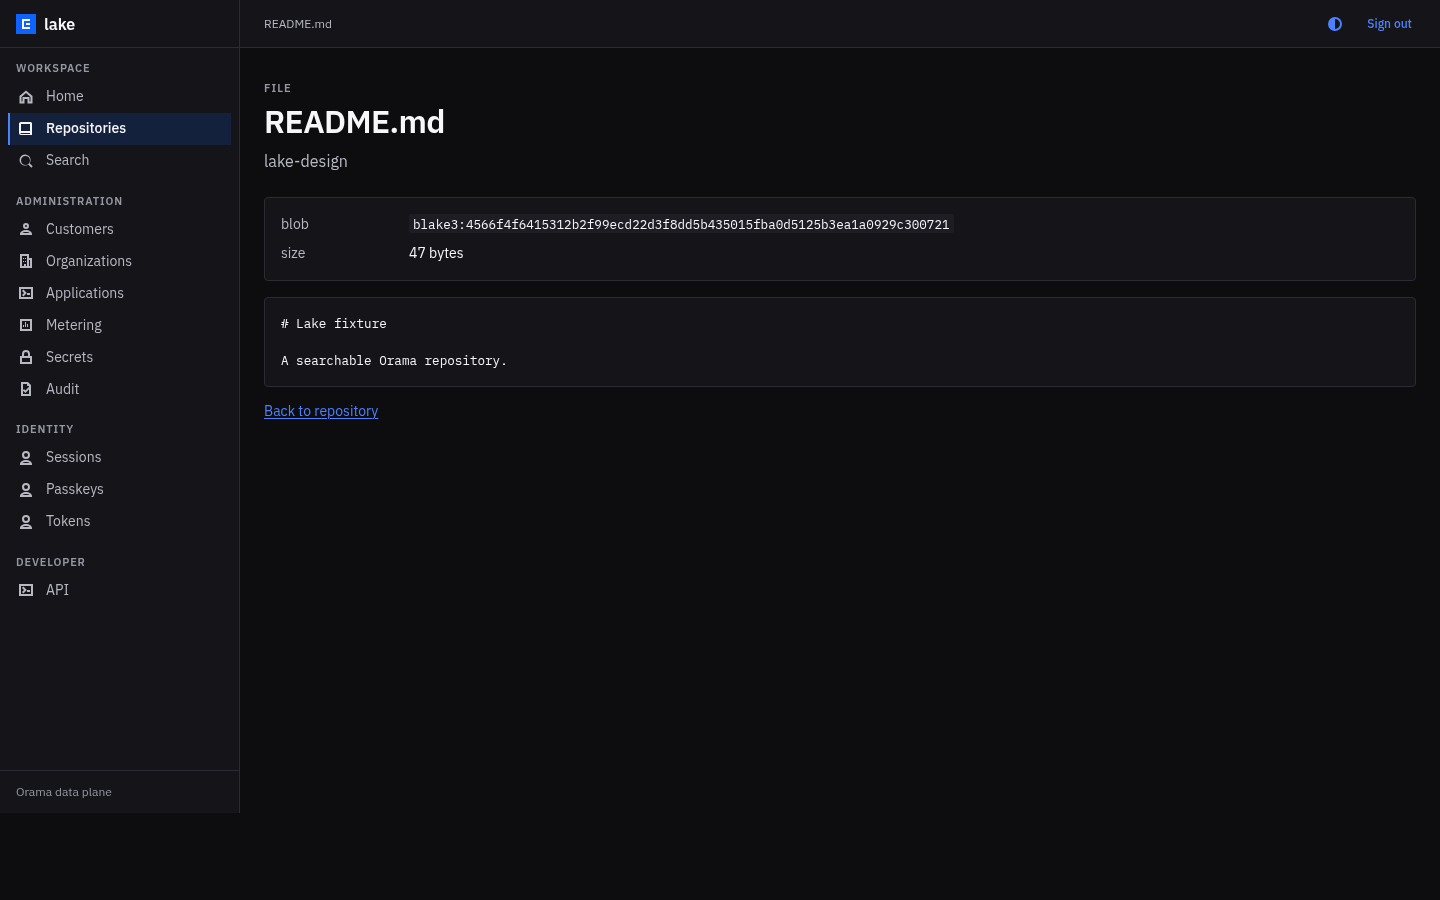 lake
README.md
Sign out
WORKSPACE
Home
Repositories
Search
ADMINISTRATION
Customers
Organizations
Applications
Metering
Secrets
Audit
IDENTITY
Sessions
Passkeys
Tokens
DEVELOPER
API
Orama data plane
FILE
README.md
lake-design
blob blake3:4566f4f6415312b2f99ecd22d3f8dd5b435015fba0d5125b3ea1a0929c300721
size 47 bytes
# Lake fixture
A searchable Orama repository.
Back to repository